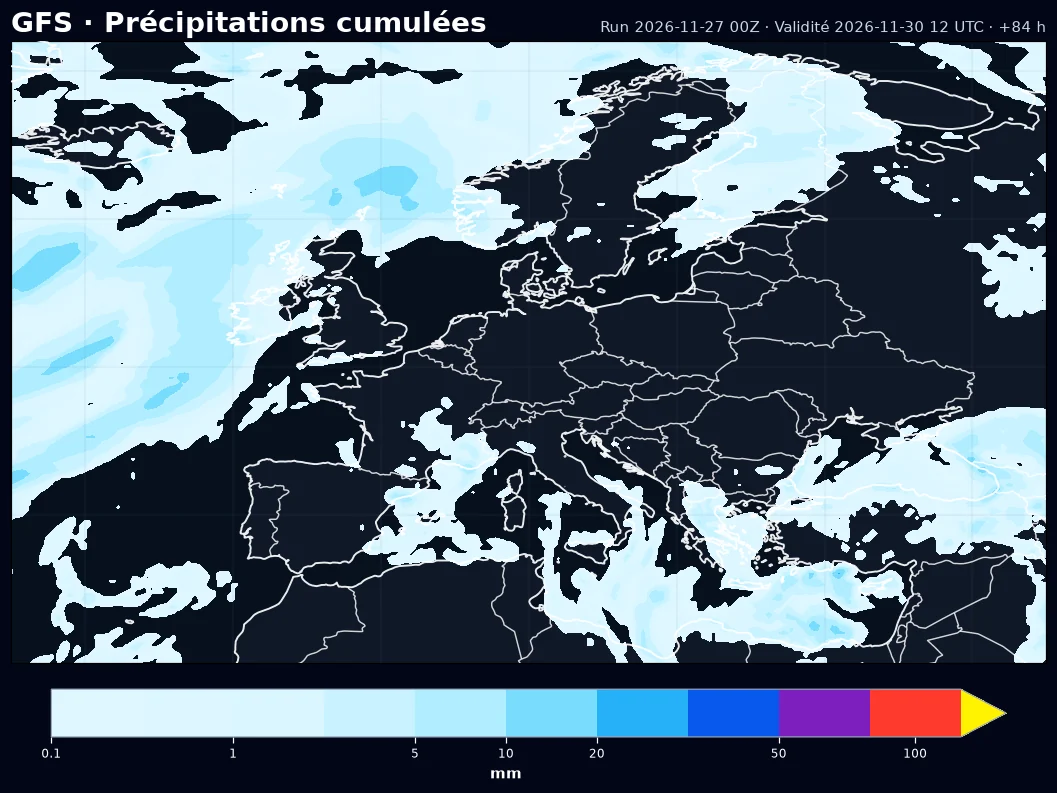 GFS · Précipitations cumulées
Run 2026-11-27 00Z · Validité 2026-11-30 12 UTC · +84 h
0.1 1 5 10 20 50 100
mm